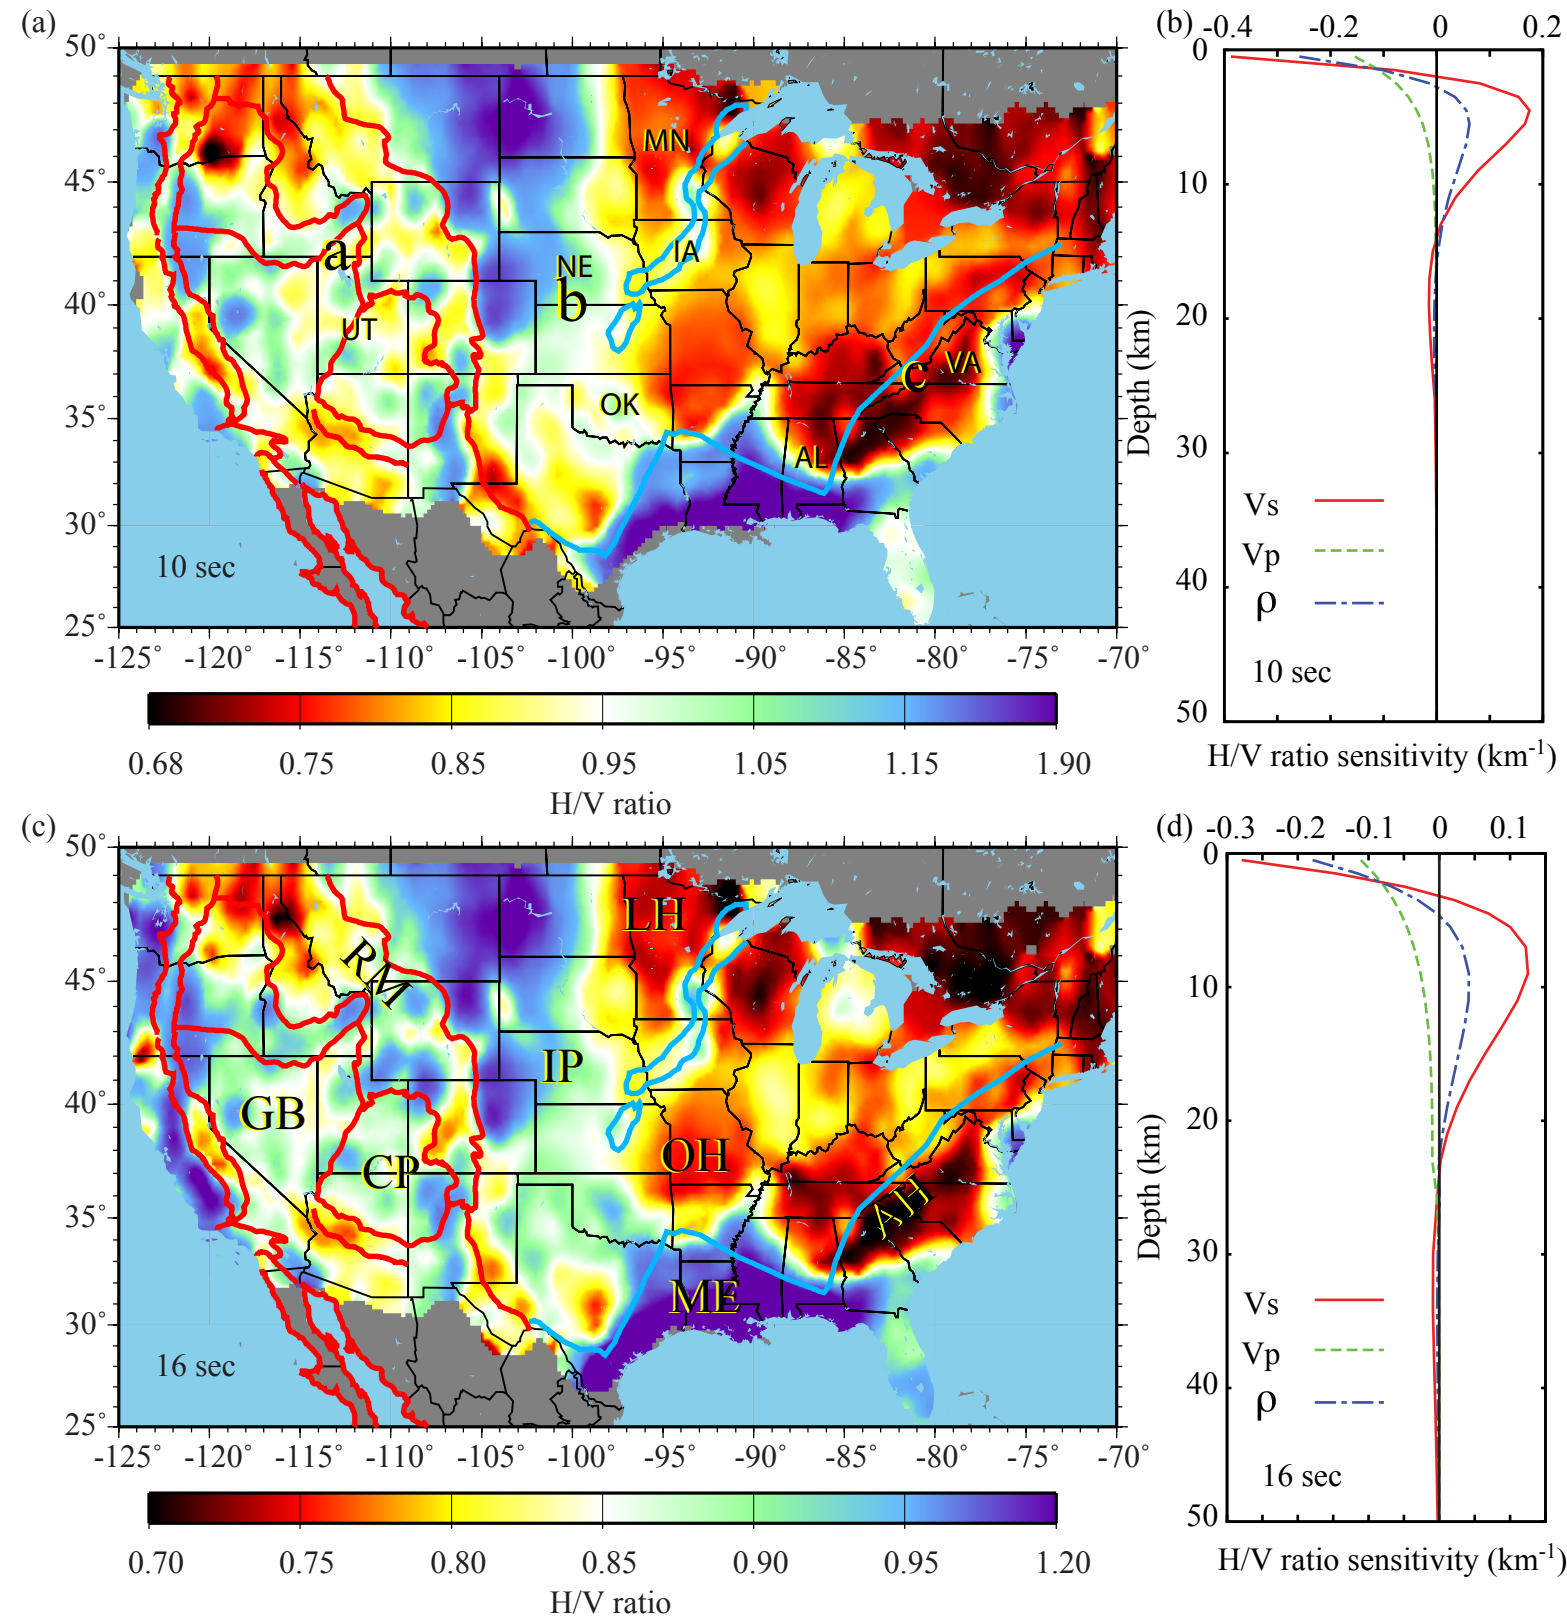 (a)
50°
45°
40°
35°
30°
25°
MN
IA
NE
a
b
UT
OK
c
VA
AL
10 sec
-125 -120 -115 -110 -105 -100 -95 -90 -85 -80 -75 -70
0.68 0.75 0.85 0.95 1.05 1.15 1.90
H/V ratio
(b)
-0.4 -0.2 0 0.2
0
10
20
30
40
50
Depth (km)
Vs
Vp
ρ
10 sec
H/V ratio sensitivity (km-1)
(c)
50°
45°
40°
35°
30°
25°
LH
RM
IP
GB
CP
OH
AH
ME
16 sec
-125 -120 -115 -110 -105 -100 -95 -90 -85 -80 -75 -70
0.70 0.75 0.80 0.85 0.90 0.95 1.20
H/V ratio
(d)
-0.3 -0.2 -0.1 0 0.1
0
10
20
30
40
50
Depth (km)
Vs
Vp
ρ
16 sec
H/V ratio sensitivity (km-1)